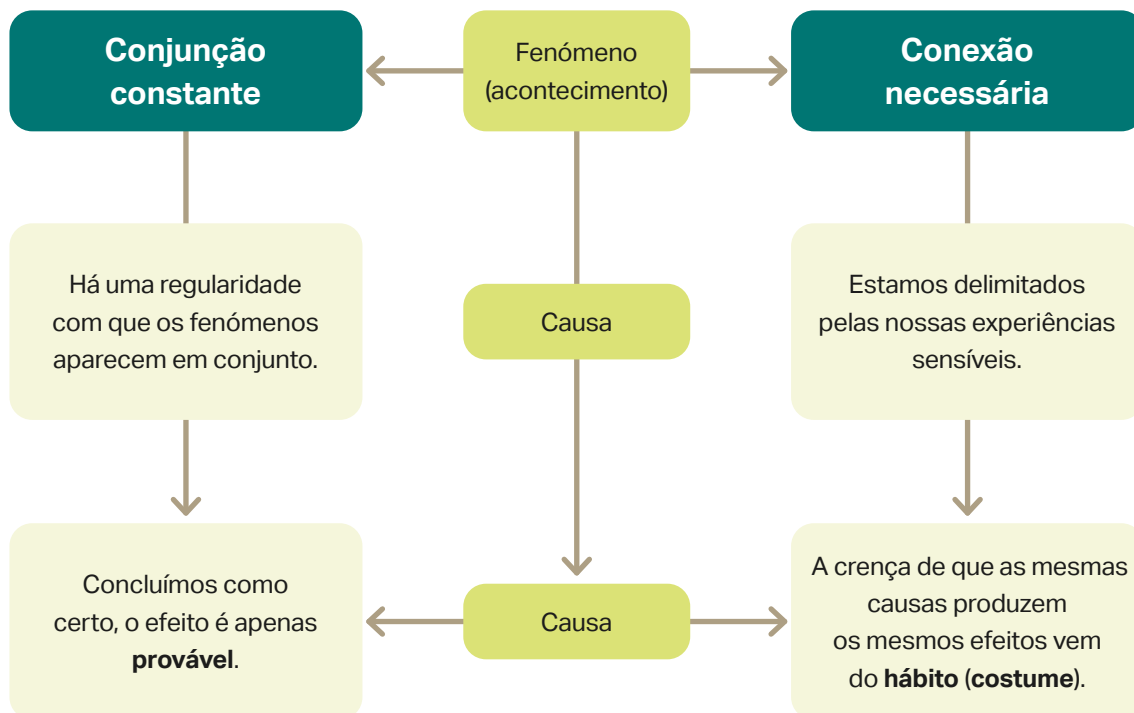 Conjunção
constante
Fenómeno
(acontecimento)
Conexão
necessária
Há uma regularidade
com que os fenómenos
aparecem em conjunto.
Causa
Estamos delimitados
pelas nossas experiências
sensíveis.
Concluímos como
certo, o efeito é apenas
provável.
Causa
A crença de que as mesmas
causas produzem
os mesmos efeitos vem
do hábito (costume).